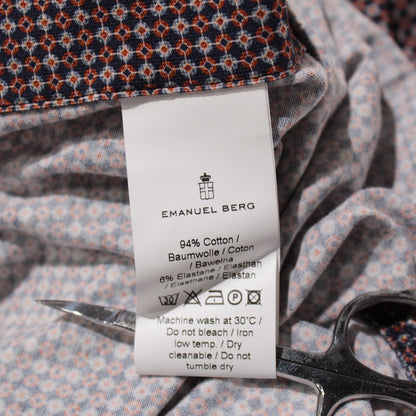 EMANUEL BERG
94% Cotton /
Baumwolle / Coton
/ Bawełna
6% Elastane / Elasthan
/ Elasthanne / Elastan
Machine wash at 30°C /
Do not bleach / Iron
low temp. / Dry
cleanable / Do not
tumble dry